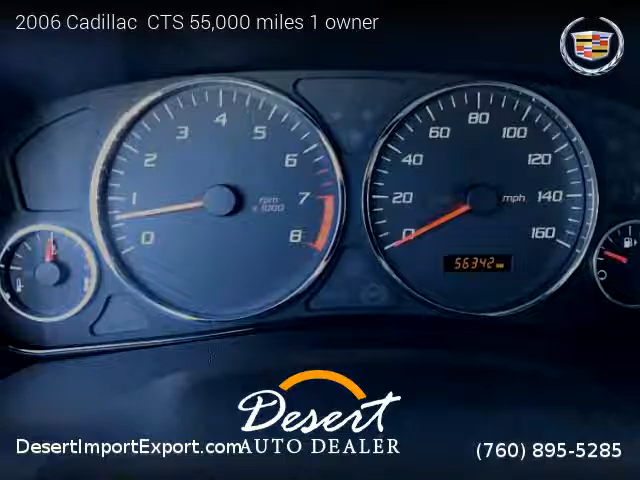 2006 Cadillac CTS 55,000 miles 1 owner
0 1 2 3 4 5 6 7 8
rpm
x 1000
0 20 40 60 80 100 120 140 160
mph
56342
Desert
AUTO DEALER
DesertImportExport.com
(760) 895-5285